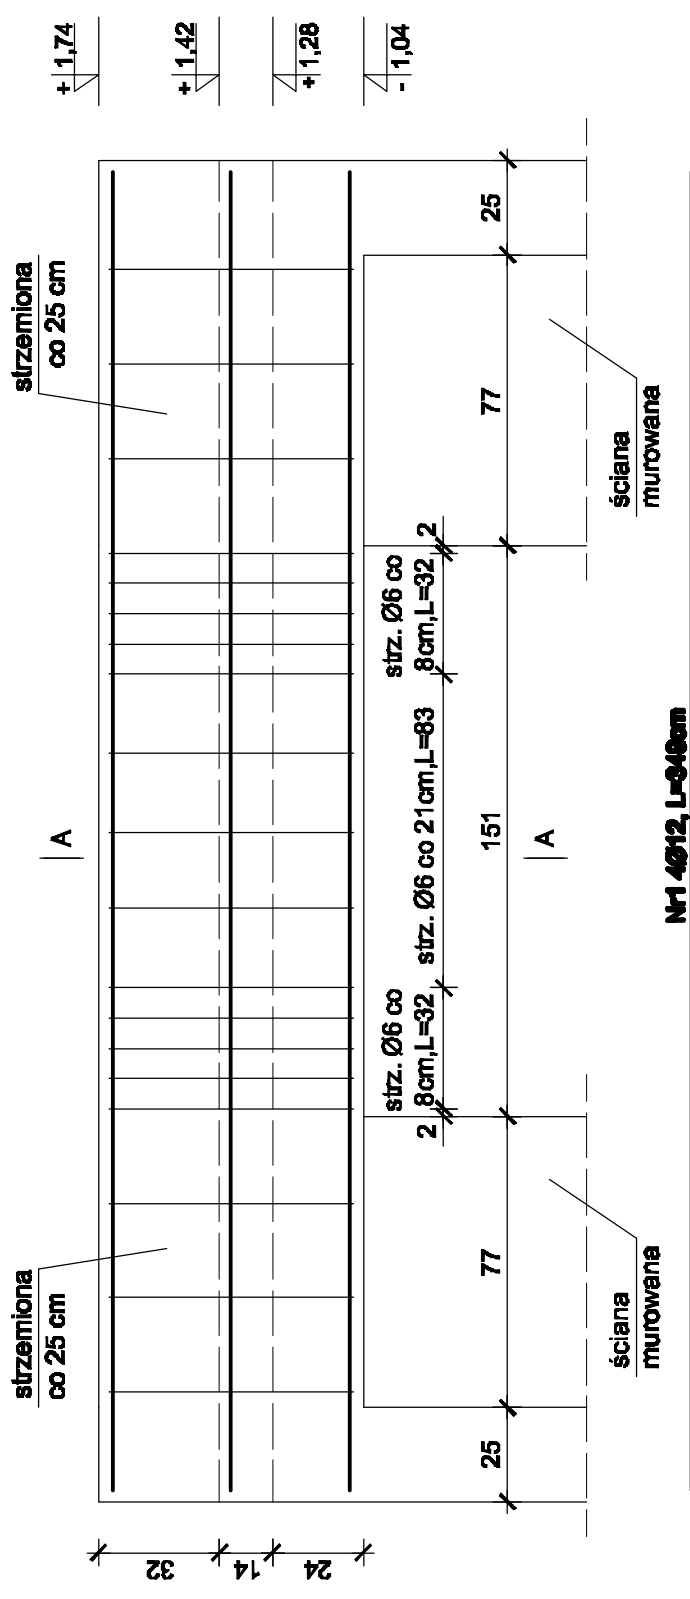 strzemiona
co 25 cm
strzemiona
co 25 cm
+ 1,74
+ 1,42
+ 1,28
- 1,04
32
14
24
A
strz. Ø6 co
8cm,L=32
strz. Ø6 co 21cm,L=83
strz. Ø6 co
8cm,L=32
2
2
25
77
151
77
25
A
ściana
murowana
ściana
murowana
Nr1 4Ø12,